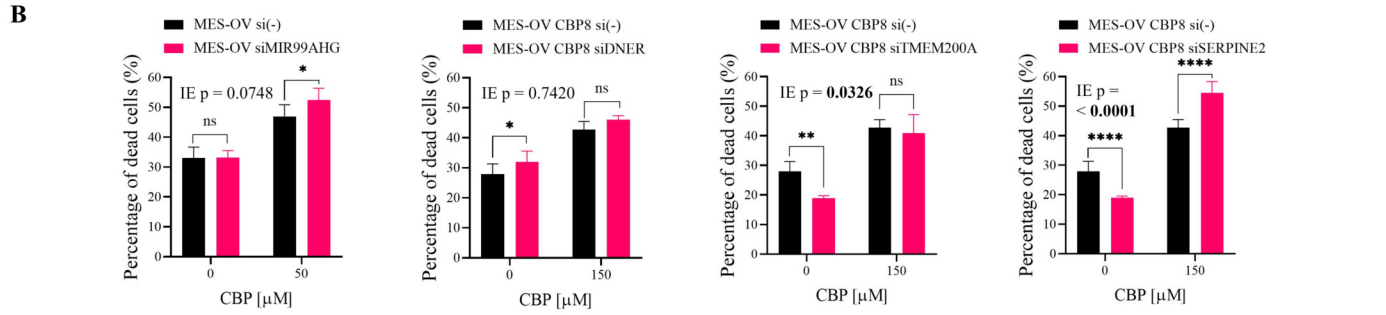 B
MES-OV si(-)
MES-OV siMIR99AHG
Percentage of dead cells (%)
60
50
40
30
20
10
0
IE p = 0.0748
ns
*
0
50
CBP [μM]
MES-OV CBP8 si(-)
MES-OV CBP8 siDNER
Percentage of dead cells (%)
60
50
40
30
20
10
0
IE p = 0.7420
*
ns
0
150
CBP [μM]
MES-OV CBP8 si(-)
MES-OV CBP8 siTMEM200A
Percentage of dead cells (%)
60
50
40
30
20
10
0
IE p = 0.0326
**
ns
0
150
CBP [μM]
MES-OV CBP8 si(-)
MES-OV CBP8 siSERPINE2
Percentage of dead cells (%)
60
50
40
30
20
10
0
IE p =
< 0.0001
****
****
0
150
CBP [μM]